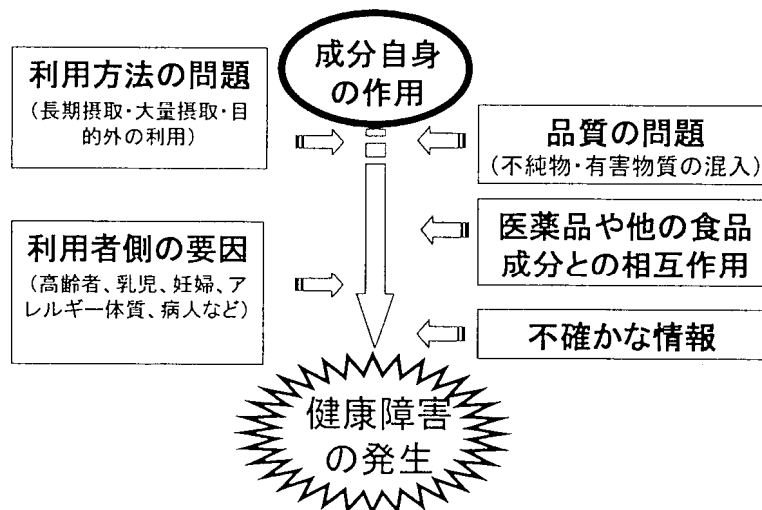 成分自身
の作用
利用方法の問題
(長期摂取・大量摂取・目
的外の利用)
品質の問題
(不純物・有害物質の混入)
医薬品や他の食品
成分との相互作用
利用者側の要因
(高齢者、乳児、妊婦、ア
レルギー体質、病人など)
不確かな情報
健康障害
の発生